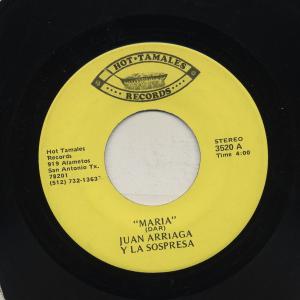 HOT•TAMALES
RECORDS
Hot Tamales
Records
919 Alametos
San Antonio Tx.
78201
(512) 732-1363
STEREO
3520 A
Time 4:00
"MARIA"
(DAR)
JUAN ARRIAGA
Y LA SOSPRESA